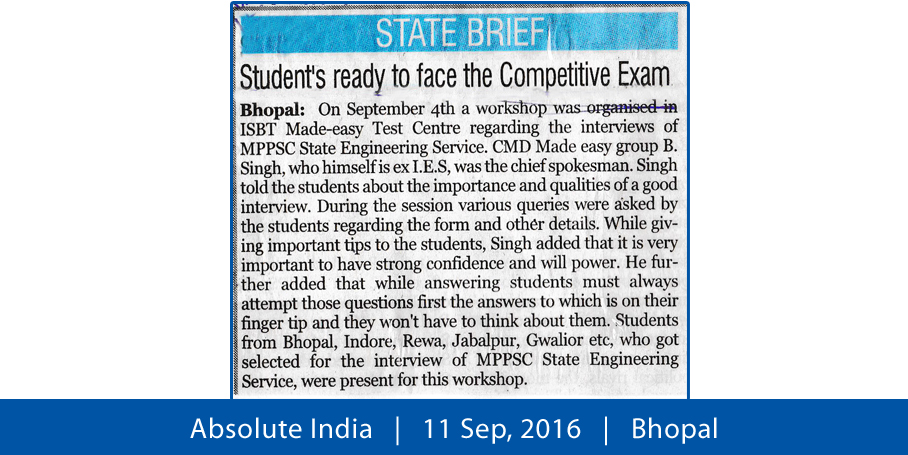 STATE BRIEF
Student's ready to face the Competitive Exam
Bhopal: On September 4th a workshop was organised in
ISBT Made-easy Test Centre regarding the interviews of
MPPSC State Engineering Service. CMD Made easy group B.
Singh, who himself is ex I.E.S, was the chief spokesman. Singh
told the students about the importance and qualities of a good
interview. During the session various queries were asked by
the students regarding the form and other details. While giv-
ing important tips to the students, Singh added that it is very
important to have strong confidence and will power. He fur-
ther added that while answering students must always
attempt those questions first the answers to which is on their
finger tip and they won't have to think about them. Students
from Bhopal, Indore, Rewa, Jabalpur, Gwalior etc, who got
selected for the interview of MPPSC State Engineering
Service, were present for this workshop.
Absolute India | 11 Sep, 2016 | Bhopal